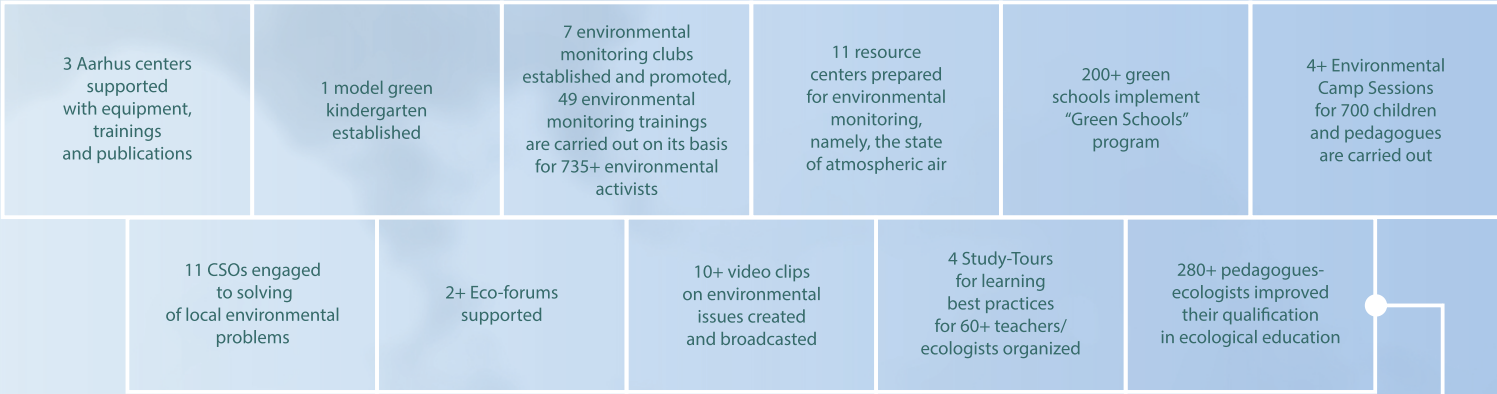 3 Aarhus centers
supported
with equipment,
trainings
and publications
1 model green
kindergarten
established
7 environmental
monitoring clubs
established and promoted,
49 environmental
monitoring trainings
are carried out on its basis
for 735+ environmental
activists
11 resource
centers prepared
for environmental
monitoring,
namely, the state
of atmospheric air
200+ green
schools implement
“Green Schools”
program
4+ Environmental
Camp Sessions
for 700 children
and pedagogues
are carried out
11 CSOs engaged
to solving
of local environmental
problems
2+ Eco-forums
supported
10+ video clips
on environmental
issues created
and broadcasted
4 Study-Tours
for learning
best practices
for 60+ teachers/
ecologists organized
280+ pedagogues-
ecologists improved
their qualification
in ecological education